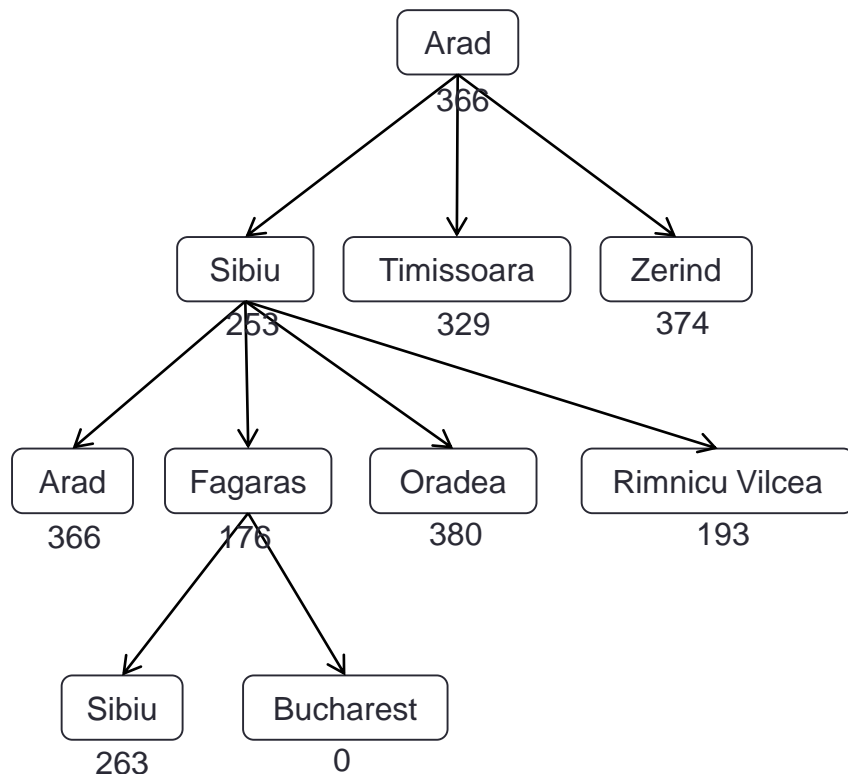 Arad
366
Sibiu
Timissoara
Zerind
253
329
374
Arad
Fagaras
Oradea
Rimnicu Vilcea
366
176
380
193
Sibiu
Bucharest
263
0